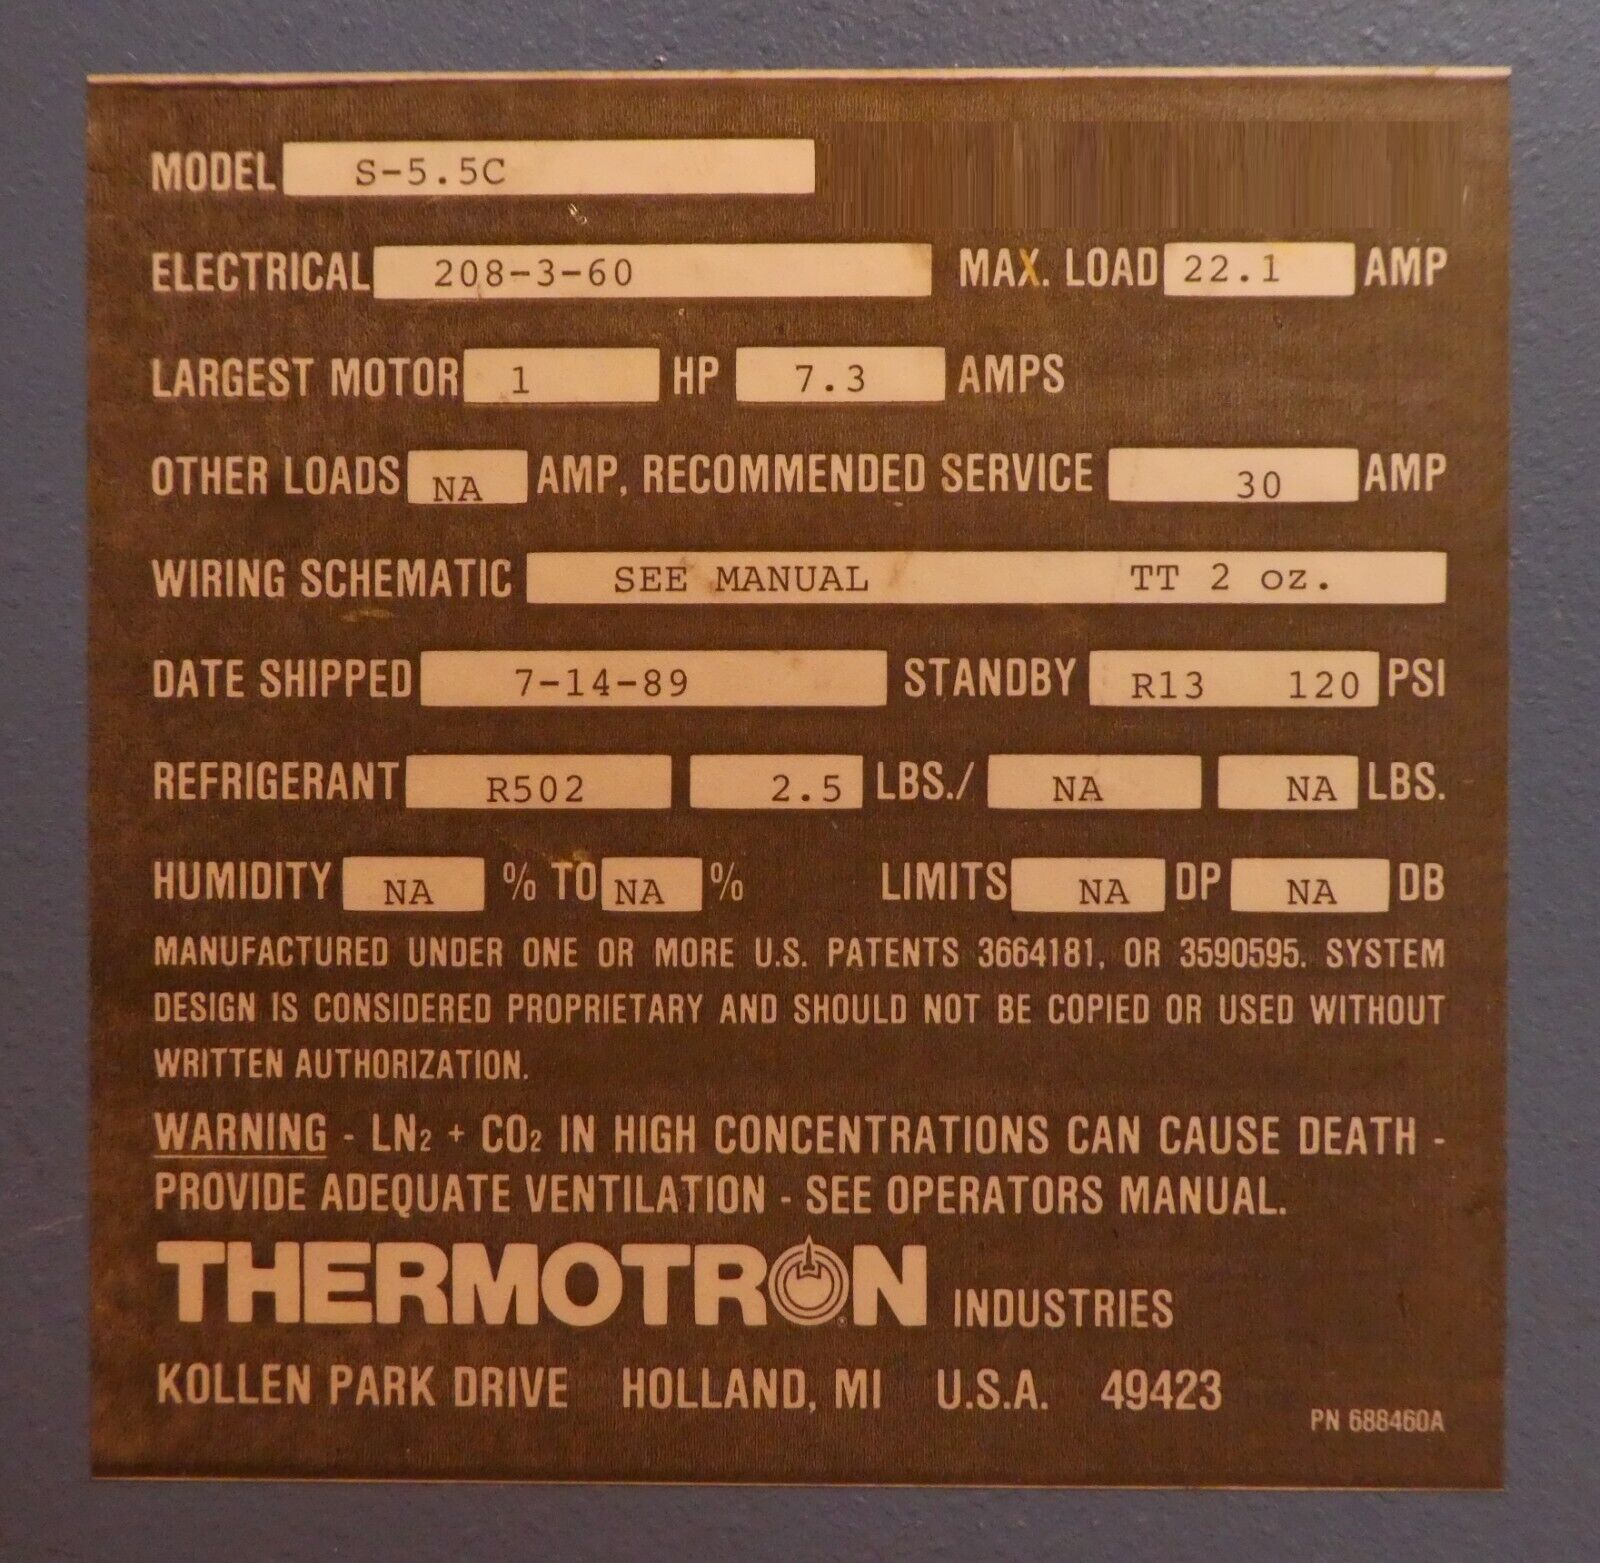 MODEL S-5.5C
ELECTRICAL 208-3-60 MAX. LOAD 22.1 AMP
LARGEST MOTOR 1 HP 7.3 AMPS
OTHER LOADS NA AMP, RECOMMENDED SERVICE 30 AMP
WIRING SCHEMATIC SEE MANUAL TT 2 oz.
DATE SHIPPED 7-14-89 STANDBY R13 120 PSI
REFRIGERANT R502 2.5 LBS./ NA NA LBS.
HUMIDITY NA % TO NA % LIMITS NA DP NA DB
MANUFACTURED UNDER ONE OR MORE U.S. PATENTS 3664181, OR 3590595. SYSTEM
DESIGN IS CONSIDERED PROPRIETARY AND SHOULD NOT BE COPIED OR USED WITHOUT
WRITTEN AUTHORIZATION.
WARNING - LN2 + CO2 IN HIGH CONCENTRATIONS CAN CAUSE DEATH -
PROVIDE ADEQUATE VENTILATION - SEE OPERATORS MANUAL.
THERMOTRON INDUSTRIES
KOLLEN PARK DRIVE HOLLAND, MI U.S.A. 49423
PN 688460A